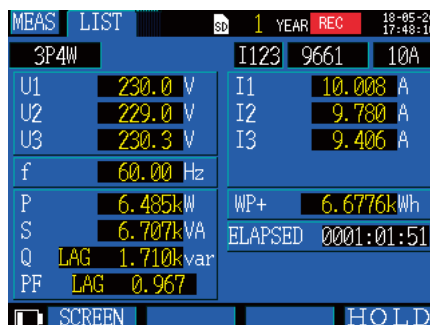 MEAS LIST SD 1 YEAR REC 18-05-2
17:48:1
3P4W I123 9661 10A
U1 230.0 V I1 10.008 A
U2 229.0 V I2 9.780 A
U3 230.3 V I3 9.406 A
f 60.00 Hz
P 6.485kW WP+ 6.6776kWh
S 6.707kVA ELAPSED 0001:01:51
Q LAG 1.710kvar
PF LAG 0.967
SCREEN HOLD